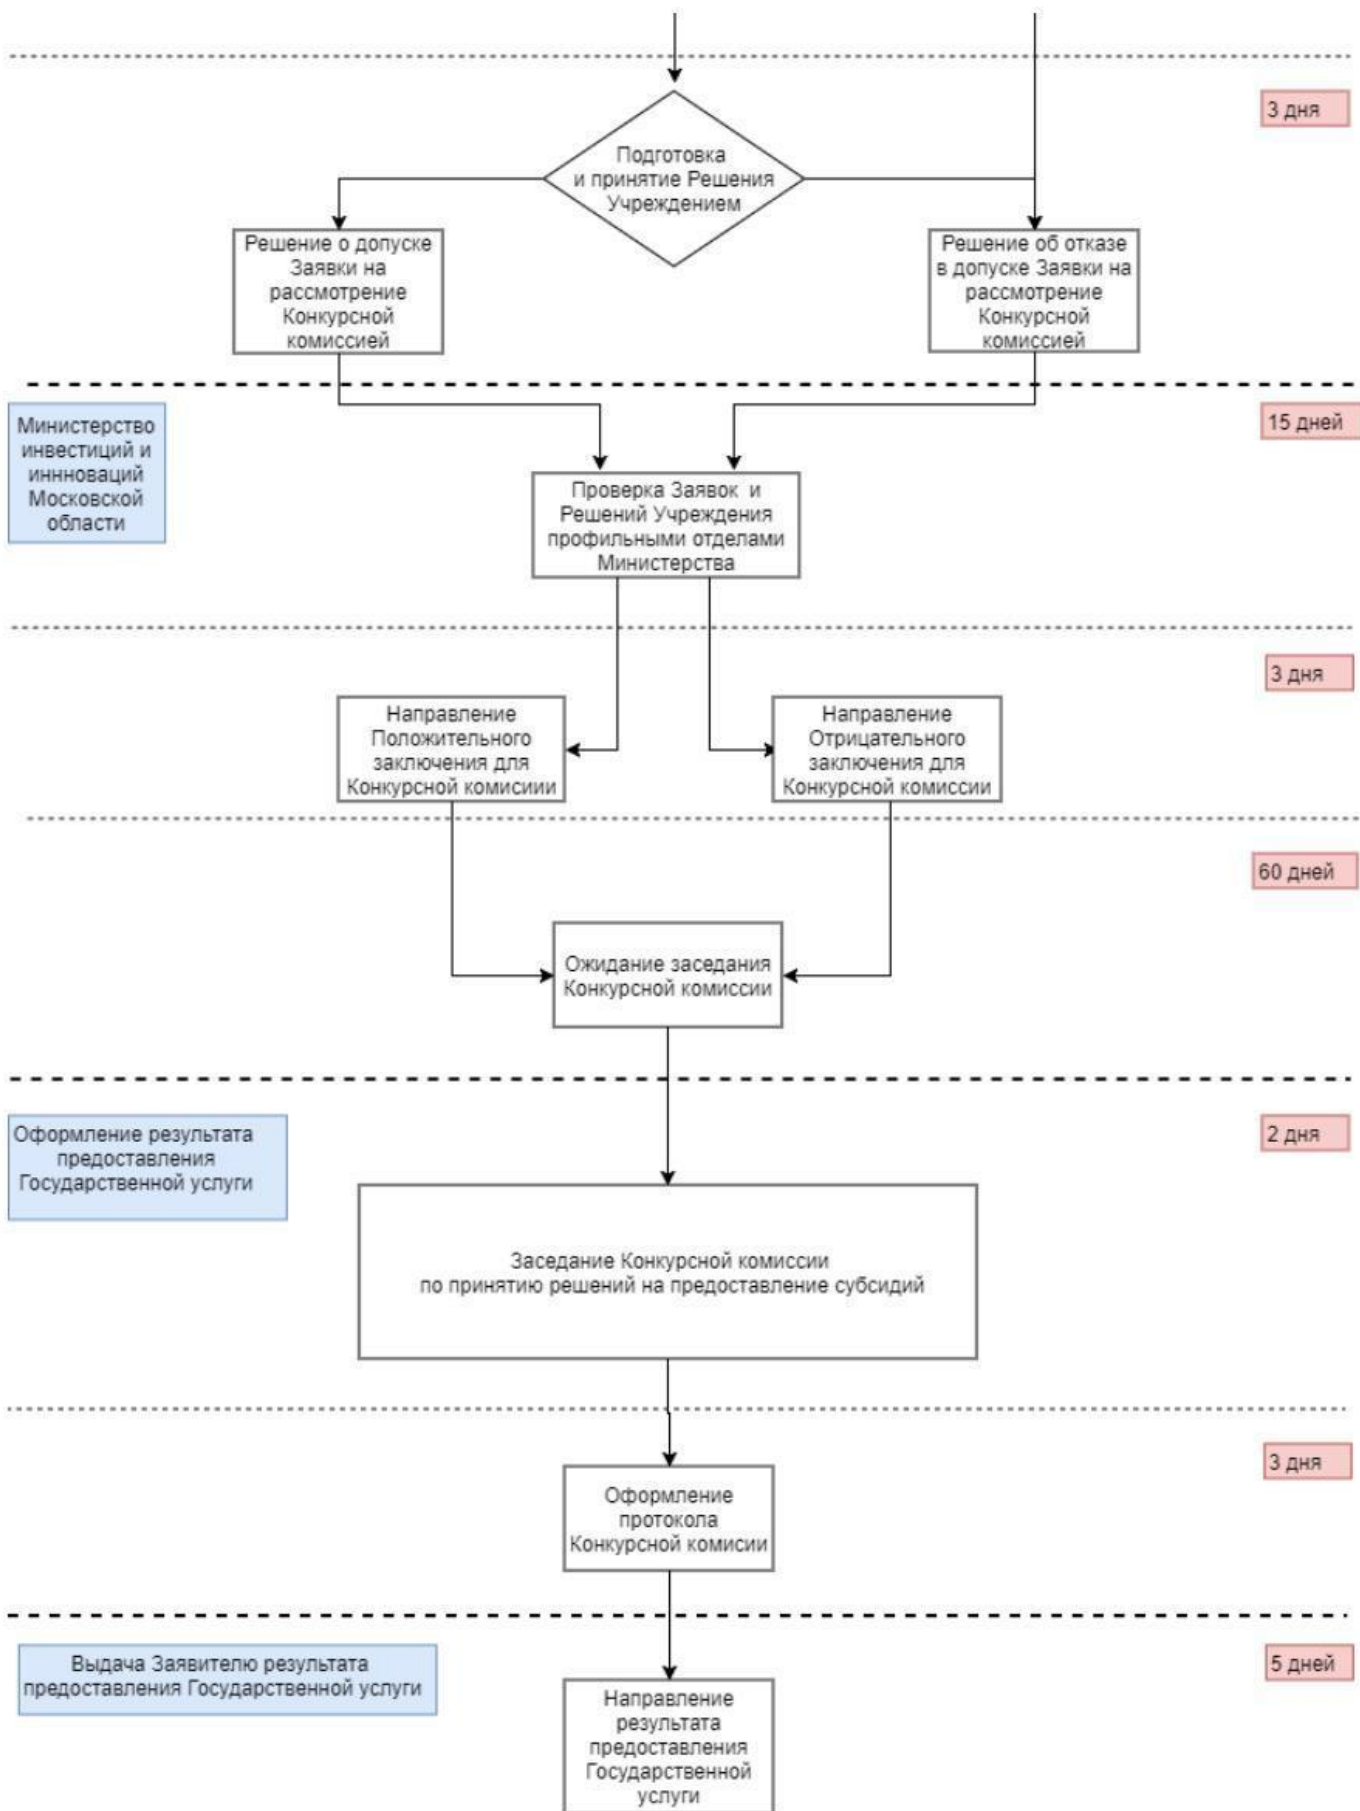 3 дня
Подготовка
и принятие Решения
Учреждением
Решение о допуске
Заявки на
рассмотрение
Конкурсной
комиссией
Решение об отказе
в допуске Заявки на
рассмотрение
Конкурсной
комиссией
Министерство
инвестиций и
иннноваций
Московской
области
15 дней
Проверка Заявок и
Решений Учреждения
профильными отделами
Министерства
3 дня
Направление
Положительного
заключения для
Конкурсной комисиии
Направление
Отрицательного
заключения для
Конкурсной комиссии
60 дней
Ожидание заседания
Конкурсной комиссии
Оформление результата
предоставления
Государственной услуги
2 дня
Заседание Конкурсной комиссии
по принятию решений на предоставление субсидий
3 дня
Оформление
протокола
Конкурсной комисии
Выдача Заявителю результата
предоставления Государственной услуги
5 дней
Направление
результата
предоставления
Государственной
услуги